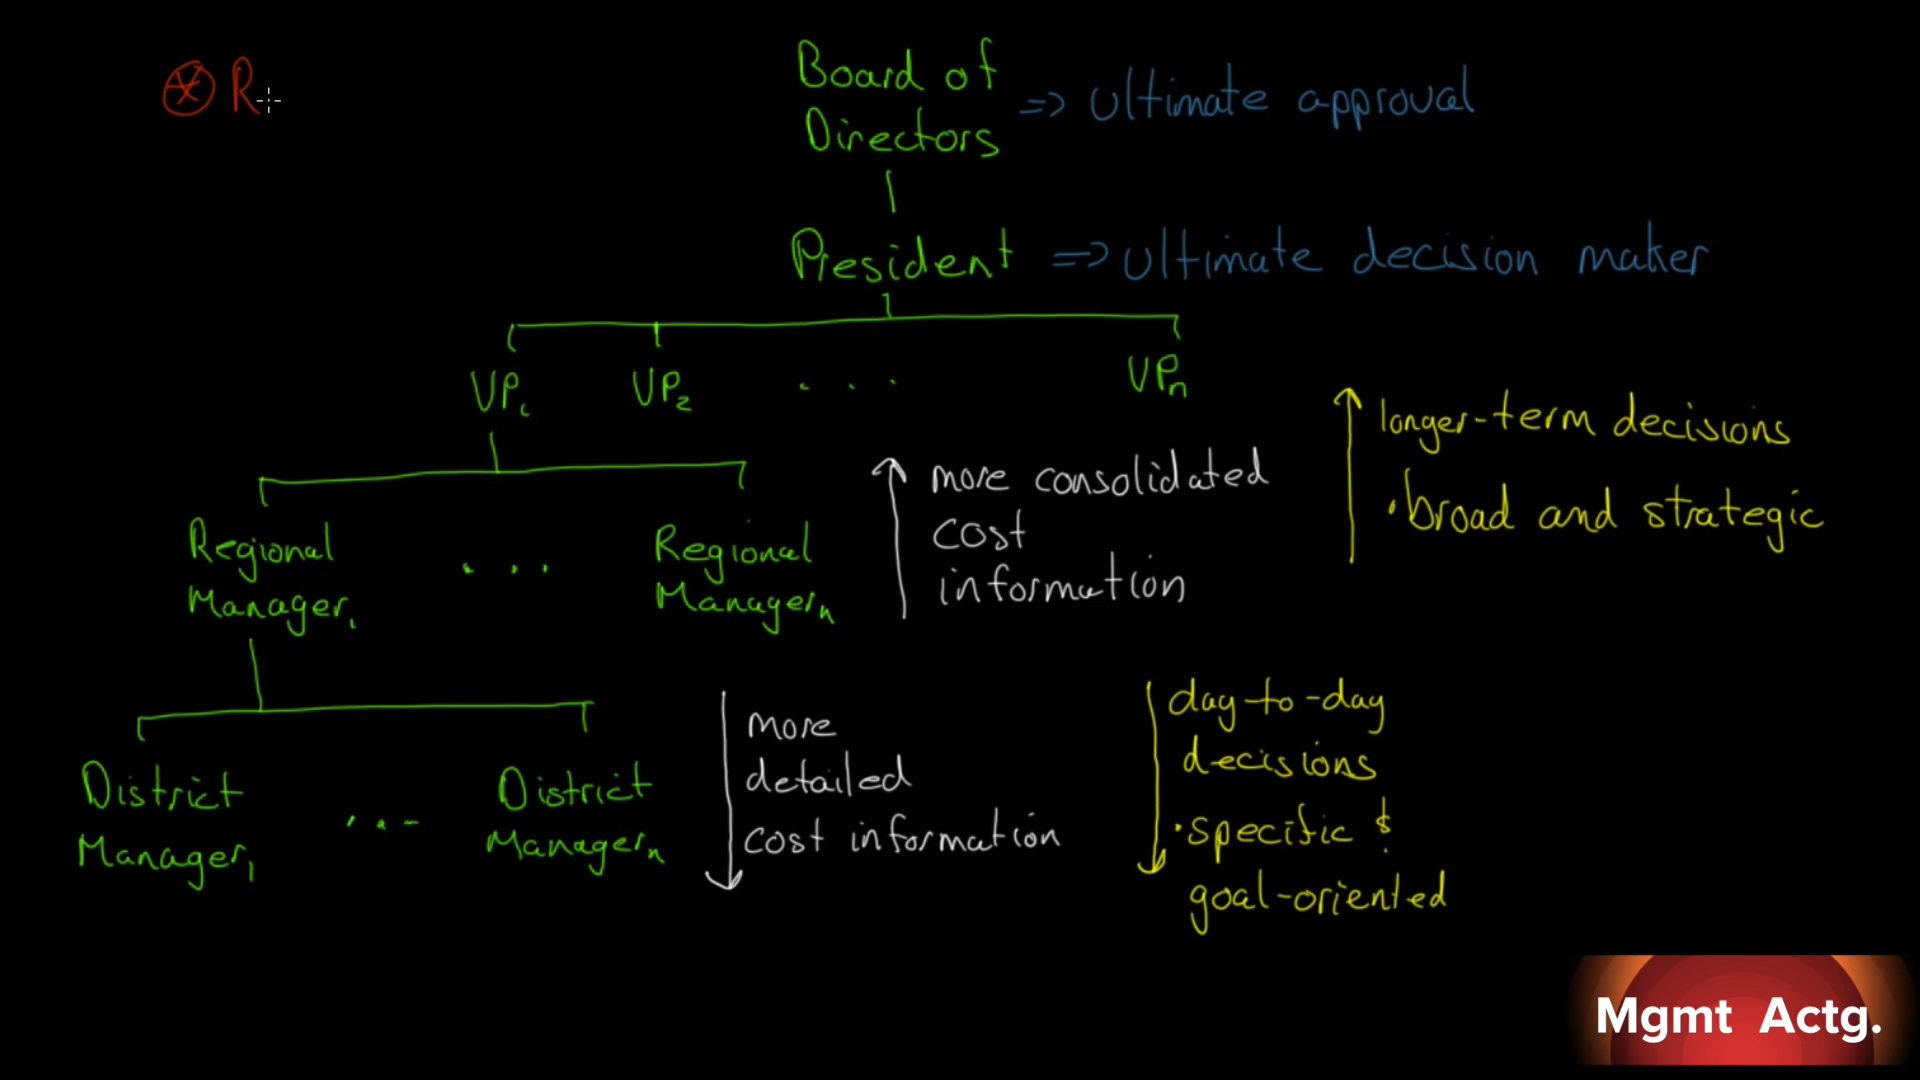 ⊛ R
Board of
Directors
=> ultimate approval
President => ultimate decision maker
VP1 VP2 . . . VPn
Regional
Manager1
. . .
Regional
Managern
more consolidated
cost
information
longer-term decisions
• broad and strategic
District
Manager1
. . .
District
Managern
more
detailed
cost information
day-to-day
decisions
• specific &
goal-oriented
Mgmt Actg.